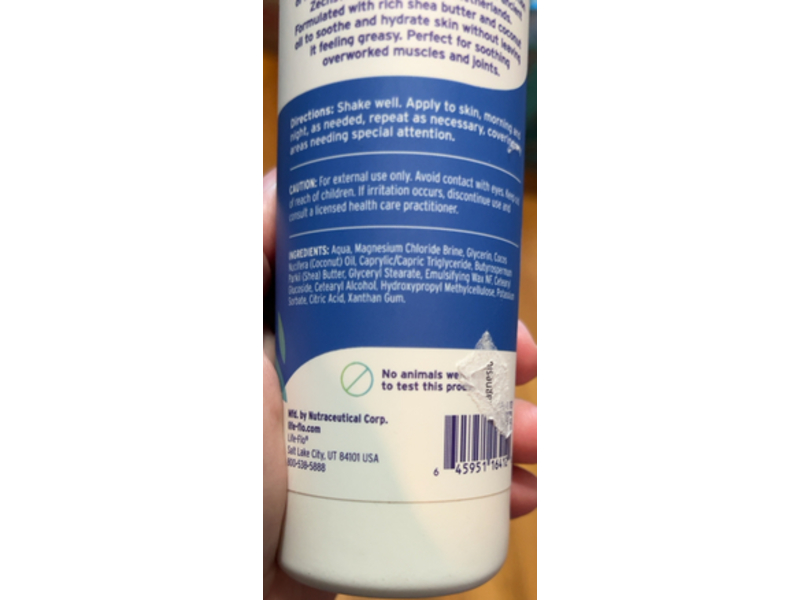 Zechs
Netherlands.
Formulated with rich shea butter and coconut
oil to soothe and hydrate skin without leaving
it feeling greasy. Perfect for soothing
overworked muscles and joints.
Directions: Shake well. Apply to skin, morning and
night, as needed, repeat as necessary, covering
areas needing special attention.
CAUTION: For external use only. Avoid contact with eyes. Keep out
of reach of children. If irritation occurs, discontinue use and
consult a licensed health care practitioner.
INGREDIENTS: Aqua, Magnesium Chloride Brine, Glycerin, Cocos
Nucifera (Coconut) Oil, Caprylic/Capric Triglyceride, Butyrospermum
Parkii (Shea) Butter, Glyceryl Stearate, Emulsifying Wax NF, Cetearyl
Glucoside, Cetearyl Alcohol, Hydroxypropyl Methylcellulose, Potassium
Sorbate, Citric Acid, Xanthan Gum.
No animals we
to test this prod
agnesiu
Mfd. by Nutraceutical Corp.
life-flo.com
Life-Flo®
Salt Lake City, UT 84101 USA
800-538-5888
6 45951 16412